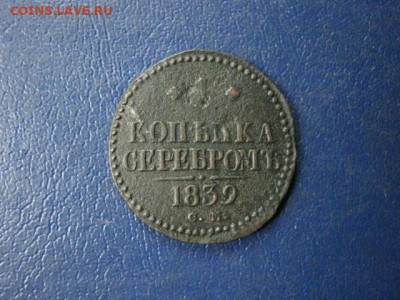 COINS.LAVE.RU
1
КОПѢЙКА
СЕРЕБРОМЪ
1839
С. М.